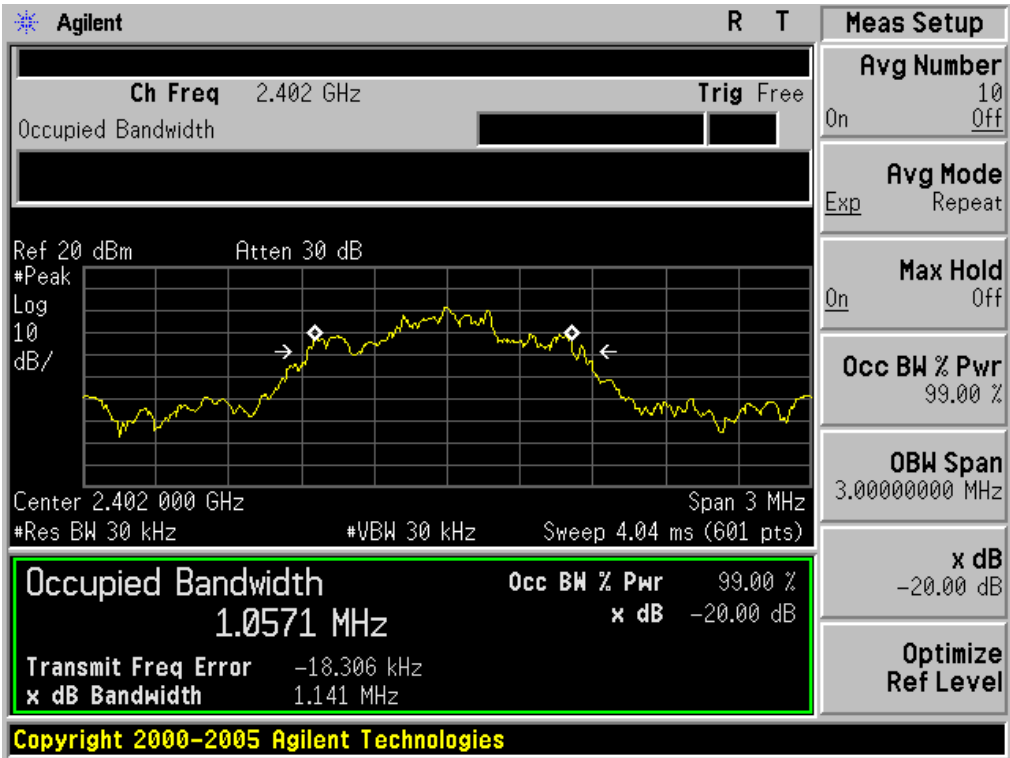 Agilent R T
Ch Freq 2.402 GHz Trig Free
Occupied Bandwidth
Ref 20 dBm Atten 30 dB
#Peak
Log
10
dB/
Center 2.402 000 GHz Span 3 MHz
#Res BW 30 kHz #VBW 30 kHz Sweep 4.04 ms (601 pts)
Occupied Bandwidth Occ BW % Pwr 99.00 %
1.0571 MHz x dB -20.00 dB
Transmit Freq Error -18.306 kHz
x dB Bandwidth 1.141 MHz
Copyright 2000-2005 Agilent Technologies
Meas Setup
Avg Number
10
On Off
Avg Mode
Exp Repeat
Max Hold
On Off
Occ BW % Pwr
99.00 %
OBW Span
3.00000000 MHz
x dB
-20.00 dB
Optimize
Ref Level